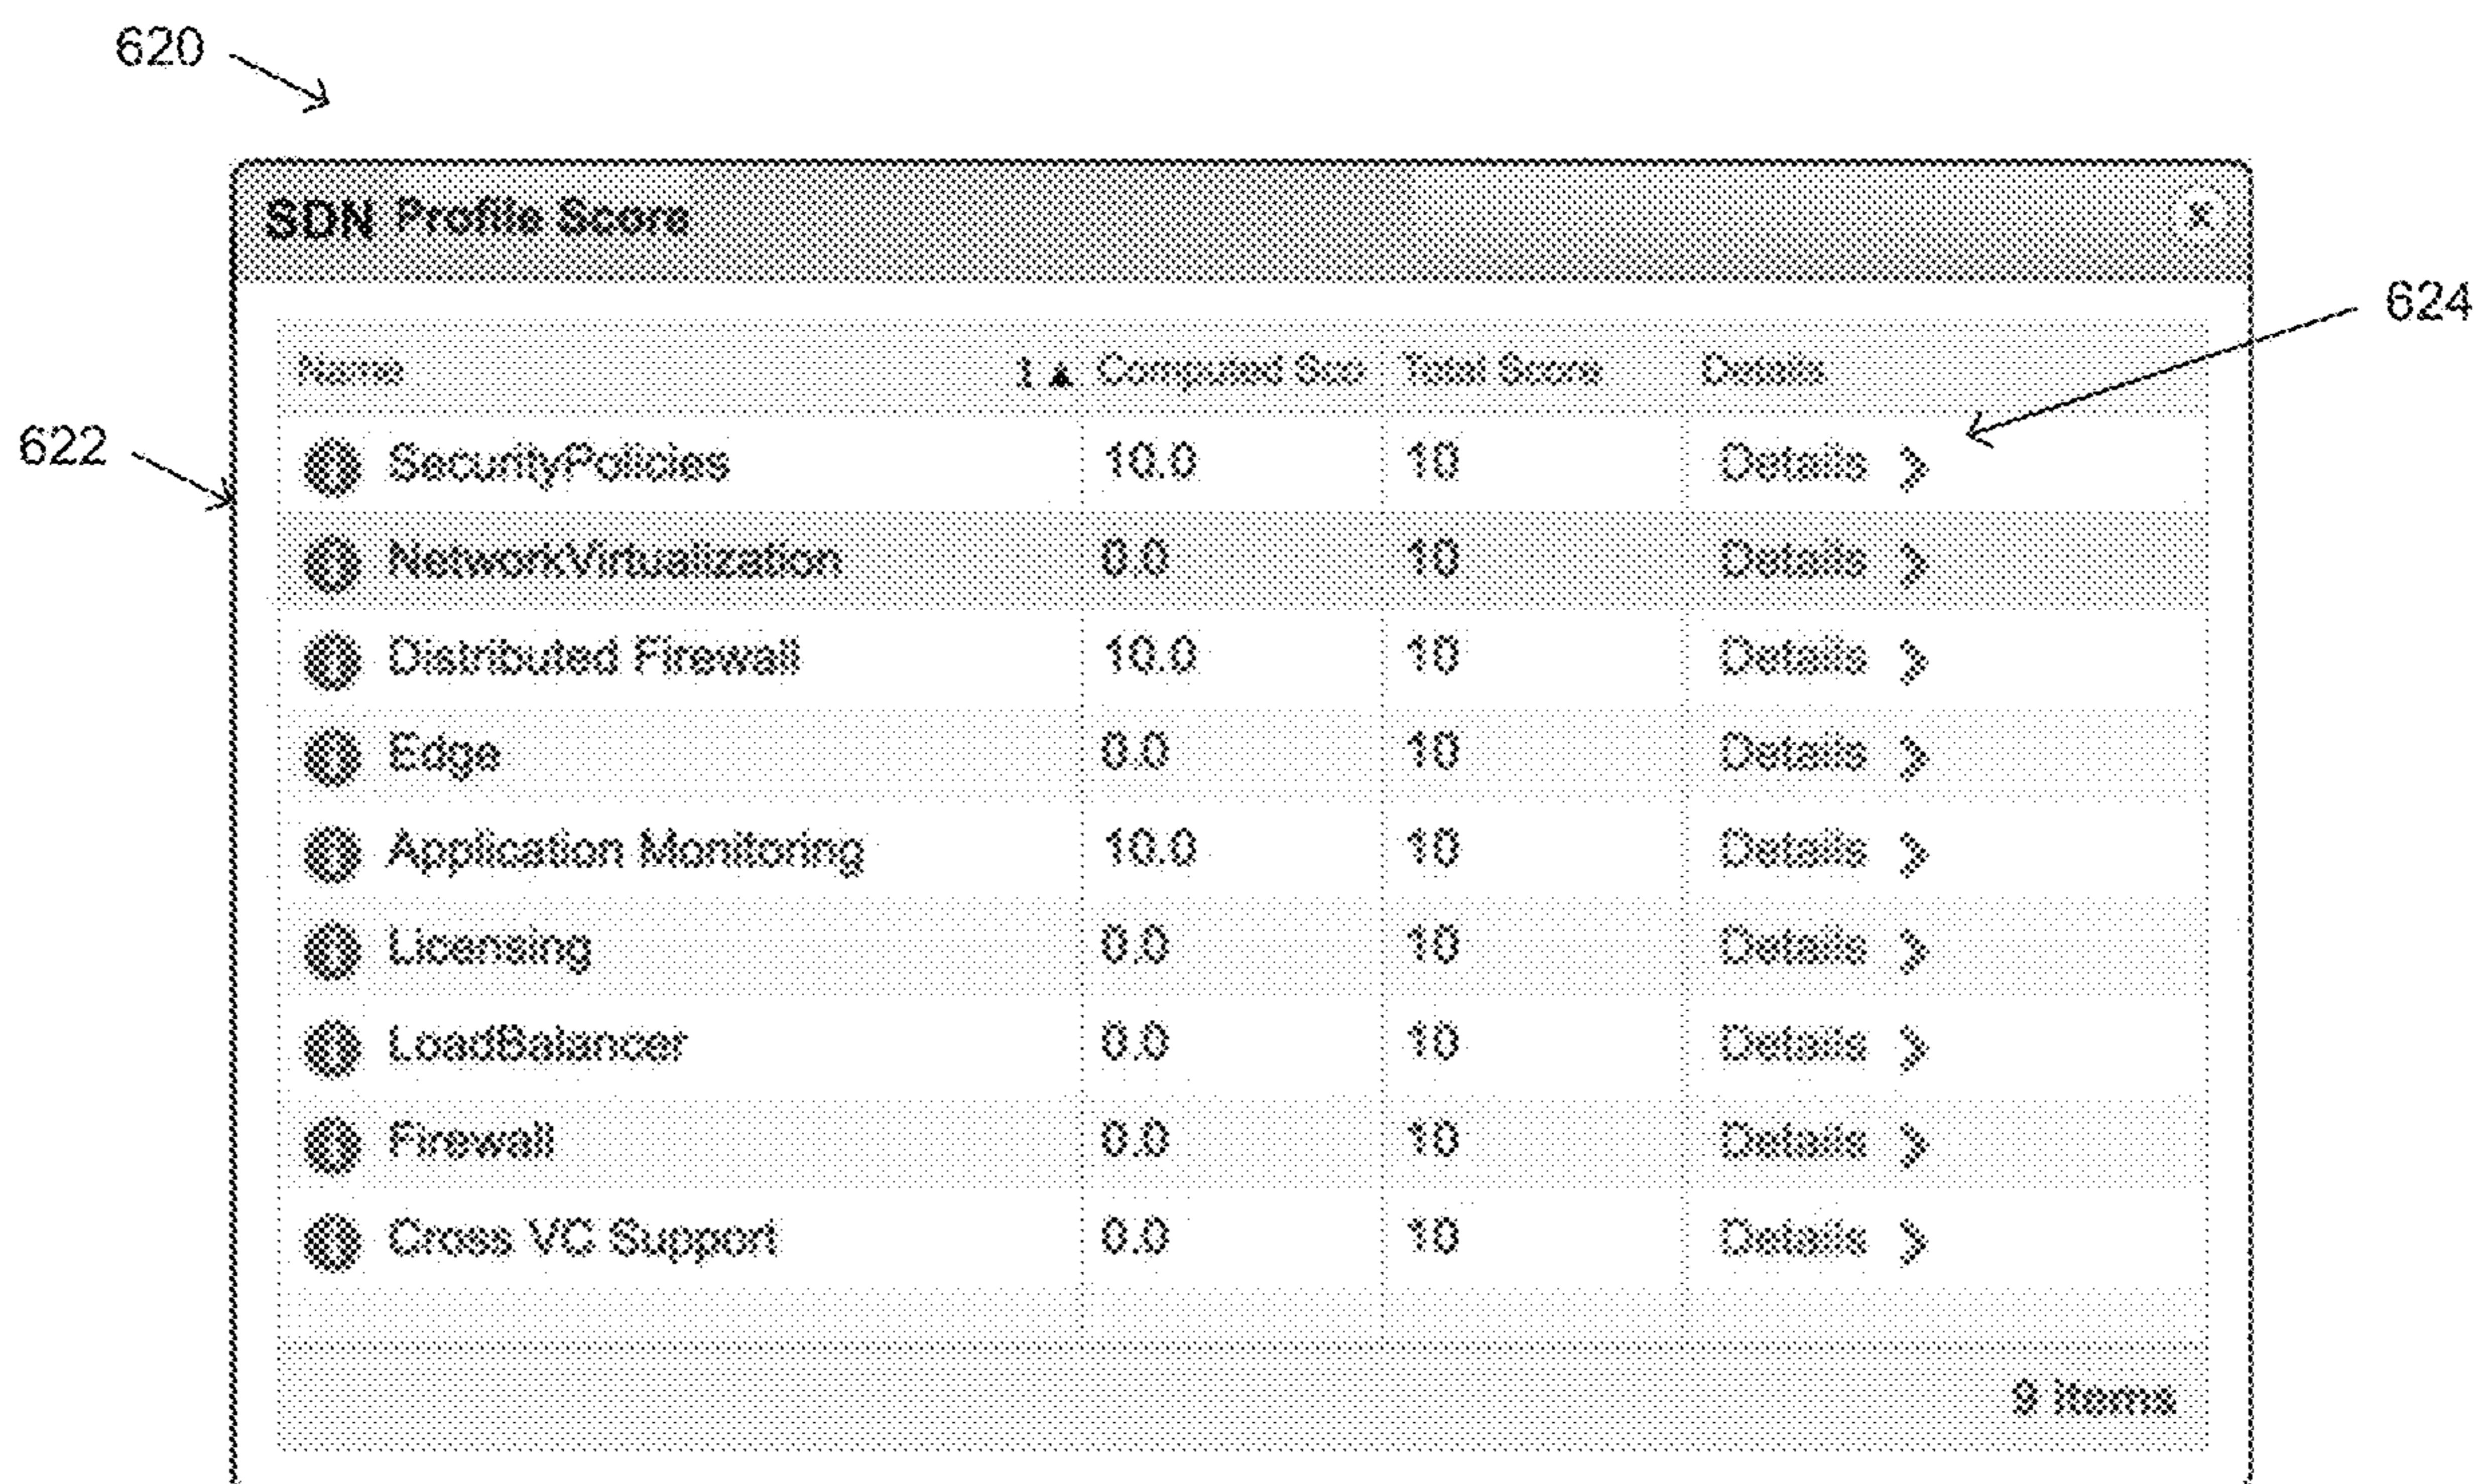 620
SDN Profile Score
×
624
Name 1 ▲ Computed Sco Total Score Details
622
SecurityPolicies 10.0 10 Details >
NetworkVirtualization 0.0 10 Details >
Distributed Firewall 10.0 10 Details >
Edge 0.0 10 Details >
Application Monitoring 10.0 10 Details >
Licensing 0.0 10 Details >
LoadBalancer 0.0 10 Details >
Firewall 0.0 10 Details >
Cross VC Support 0.0 10 Details >
9 items